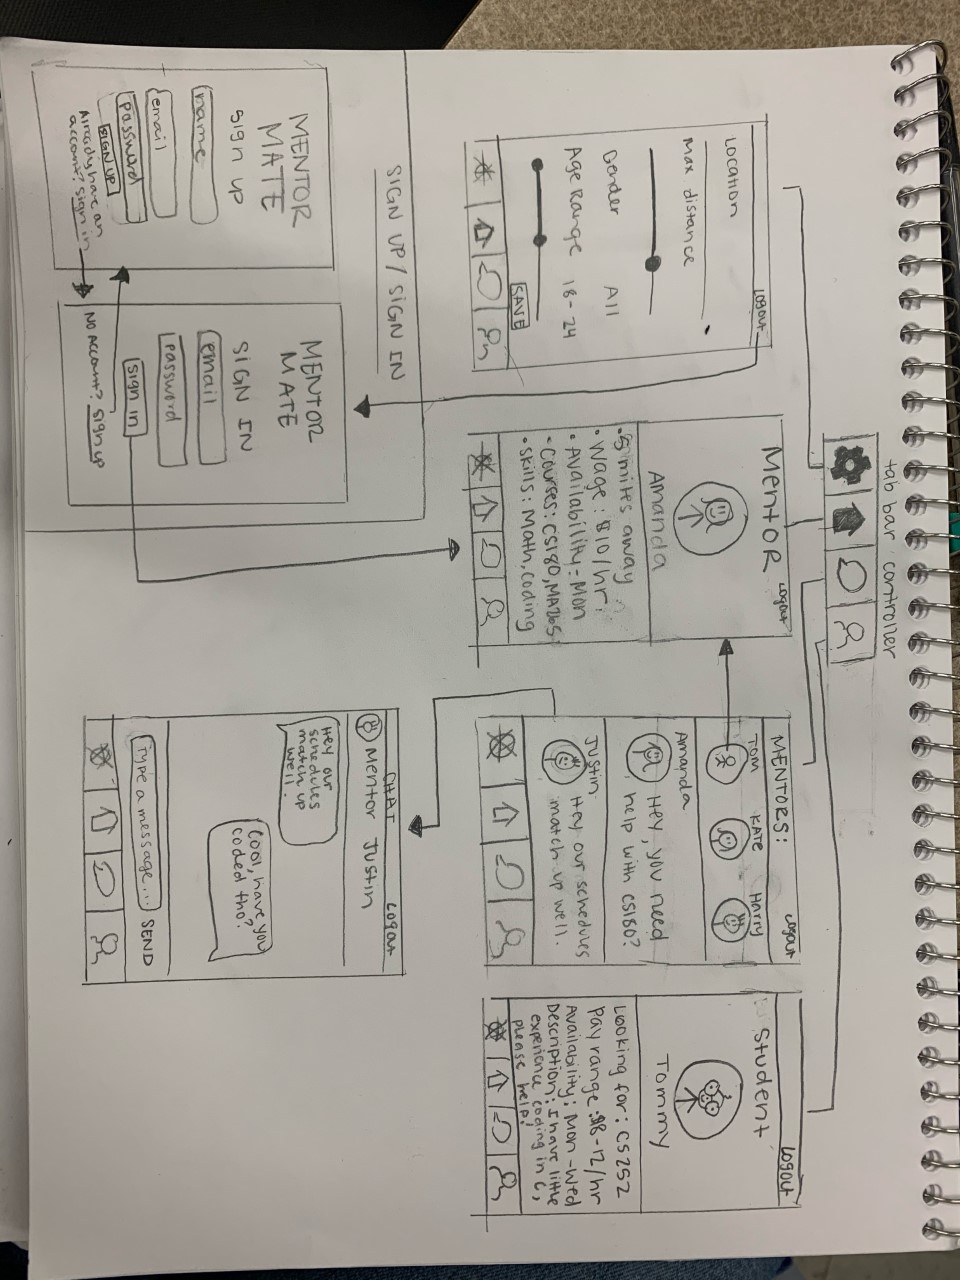 tab bar controller
Logout
Location
Max distance
Gender All
Age Range 18-24
SAVE
Logout
Mentor
Amanda
• 5 miles away
• Wage: $10/hr
• Availability-Mon
• Courses: CS180, MA265
• Skills: Math, Coding
Logout
MENTORS:
Tom KATE Harry
Amanda
Hey, you need
help with CS180?
Justin
Hey our schedules
match up well.
Logout
Student
Tommy
Looking for: CS252
Pay range: $8-12/hr
Availability: Mon-Wed
Description: I have little
experience coding in C,
please help!
SIGN UP / SIGN IN
MENTOR
MATE
Sign up
name
email
password
SIGN UP
Already have an
account? Sign in
MENTOR
MATE
SIGN IN
email
password
sign in
No Account? Sign up
CHAT Logout
Mentor Justin
Hey our
schedules
match up
well.
Cool, have you
coded tho?
Type a message... SEND